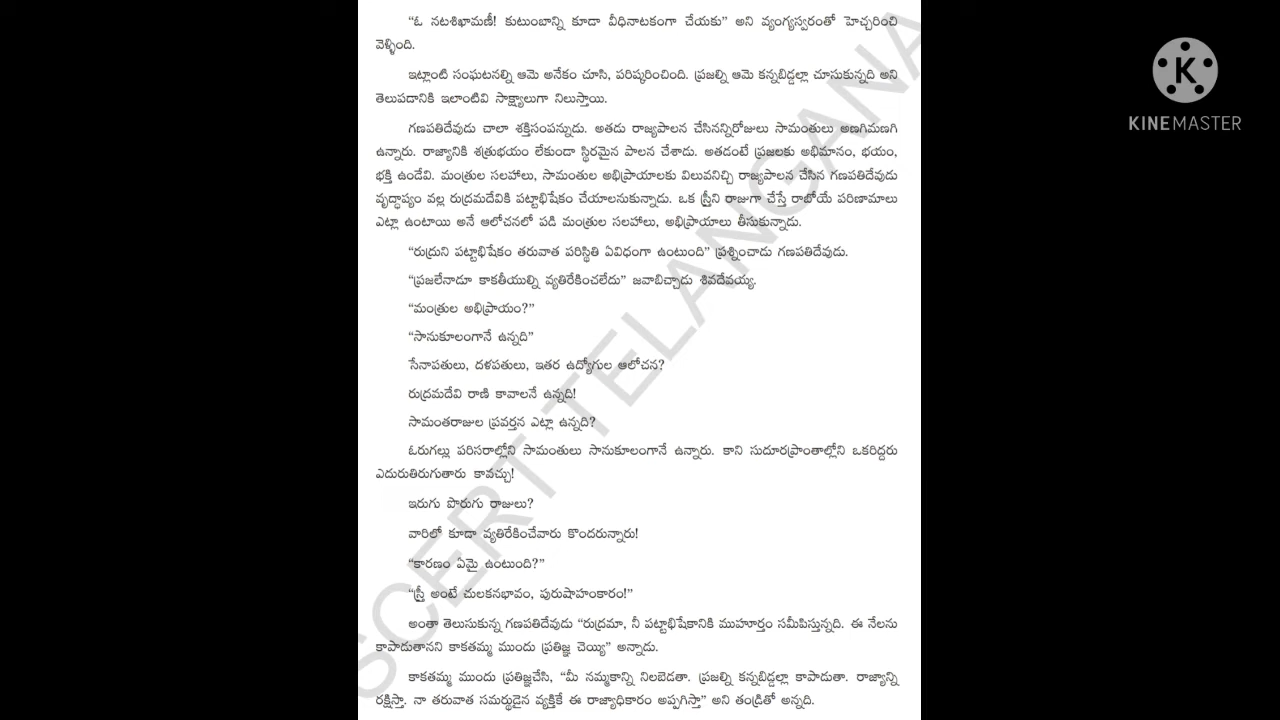 “ఓ నటశిఖామణీ! కుటుంబాన్ని కూడా వీధినాటకంగా చేయకు” అని వ్యంగ్యస్వరంతో హెచ్చరించి
వెళ్ళింది.
ఇట్లాంటి సంఘటనల్ని ఆమె అనేకం చూసి, పరిష్కరించింది. ప్రజల్ని ఆమె కన్నబిడ్డల్లా చూసుకున్నది అని
తెలుపడానికి ఇలాంటివి సాక్ష్యాలుగా నిలుస్తాయి.
గణపతిదేవుడు చాలా శక్తిసంపన్నుడు. అతడు రాజ్యపాలన చేసినన్నిరోజులు సామంతులు అణగిమణగి
ఉన్నారు. రాజ్యానికి శత్రుభయం లేకుండా స్థిరమైన పాలన చేశాడు. అతడంటే ప్రజలకు అభిమానం, భయం,
భక్తి ఉండేవి. మంత్రుల సలహాలు, సామంతుల అభిప్రాయాలకు విలువనిచ్చి రాజ్యపాలన చేసిన గణపతిదేవుడు
వృద్ధాప్యం వల్ల రుద్రమదేవికి పట్టాభిషేకం చేయాలనుకున్నాడు. ఒక స్త్రీని రాజుగా చేస్తే రాబోయే పరిణామాలు
ఎట్లా ఉంటాయి అనే ఆలోచనలో పడి మంత్రుల సలహాలు, అభిప్రాయాలు తీసుకున్నాడు.
“రుద్రుని పట్టాభిషేకం తరువాత పరిస్థితి ఏవిధంగా ఉంటుంది” ప్రశ్నించాడు గణపతిదేవుడు.
“ప్రజలేనాడూ కాకతీయుల్ని వ్యతిరేకించలేదు” జవాబిచ్చాడు శివదేవయ్య.
“మంత్రుల అభిప్రాయం?”
“సానుకూలంగానే ఉన్నది”
సేనాపతులు, దళపతులు, ఇతర ఉద్యోగుల ఆలోచన?
రుద్రమదేవి రాణి కావాలనే ఉన్నది!
సామంతరాజుల ప్రవర్తన ఎట్లా ఉన్నది?
ఓరుగల్లు పరిసరాల్లోని సామంతులు సానుకూలంగానే ఉన్నారు. కాని సుదూరప్రాంతాల్లోని ఒకరిద్దరు
ఎదురుతిరుగుతారు కావచ్చు!
ఇరుగు పొరుగు రాజులు?
వారిలో కూడా వ్యతిరేకించేవారు కొందరున్నారు!
“కారణం ఏమై ఉంటుంది?”
“స్త్రీ అంటే చులకనభావం, పురుషాహంకారం!”
అంతా తెలుసుకున్న గణపతిదేవుడు “రుద్రమా, నీ పట్టాభిషేకానికి ముహూర్తం సమీపిస్తున్నది. ఈ నేలను
కాపాడుతానని కాకతమ్మ ముందు ప్రతిజ్ఞ చెయ్యి” అన్నాడు.
కాకతమ్మ ముందు ప్రతిజ్ఞచేసి, “మీ నమ్మకాన్ని నిలబెడతా. ప్రజల్ని కన్నబిడ్డల్లా కాపాడుతా. రాజ్యాన్ని
రక్షిస్తా. నా తరువాత సమర్థుడైన వ్యక్తికే ఈ రాజ్యాధికారం అప్పగిస్తా” అని తండ్రితో అన్నది.
SCERT TELANGANA
K
KINEMASTER